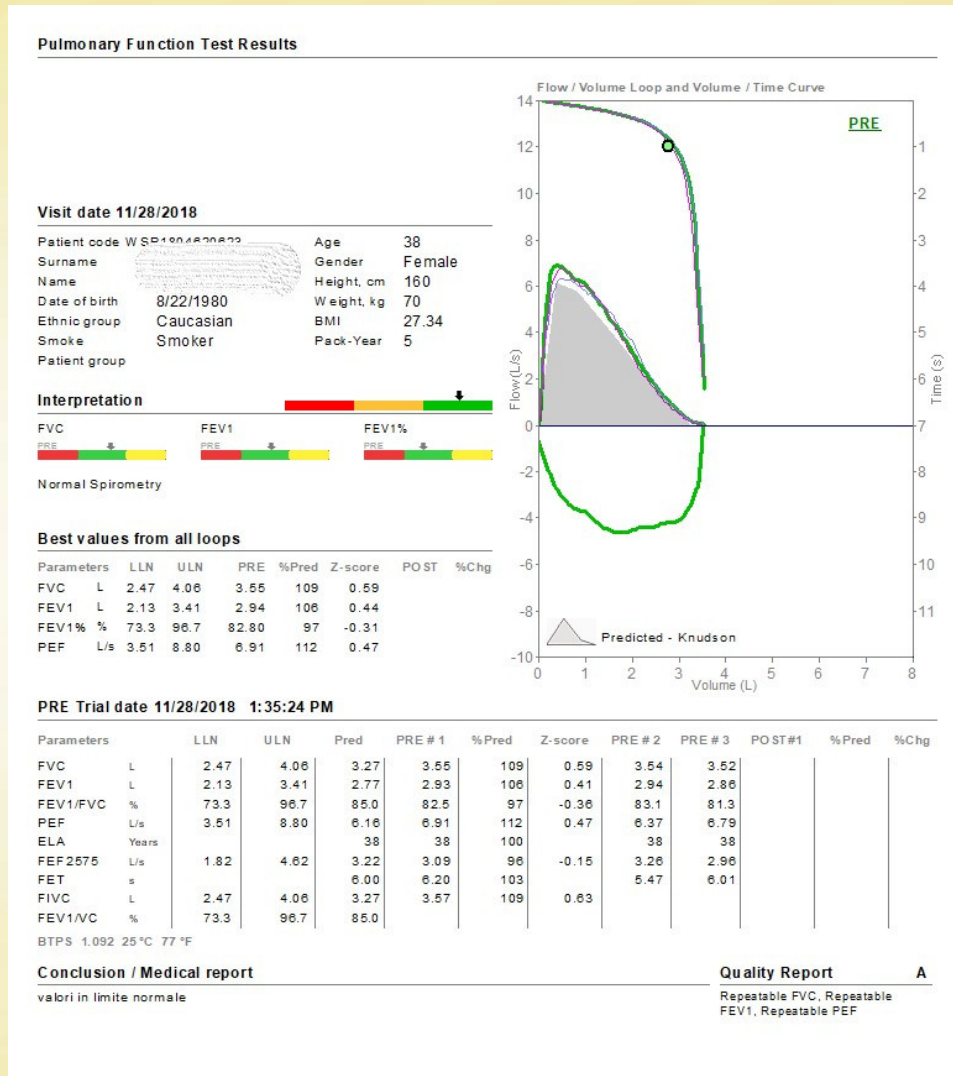 Pulmonary Function Test Results
Flow / Volume Loop and Volume / Time Curve
PRE
14
12
10
8
6
4
2
0
-2
-4
-6
-8
-10
Flow (L/s)
1
2
3
4
5
6
7
8
9
10
11
Time (s)
Predicted - Knudson
0 1 2 3 4 5 6 7 8
Volume (L)
Visit date 11/28/2018
Patient code Age 38
Surname Gender Female
Name Height, cm 160
Date of birth 8/22/1980 Weight, kg 70
Ethnic group Caucasian BMI 27.34
Smoke Smoker Pack-Year 5
Patient group
Interpretation
FVC FEV1 FEV1%
PRE PRE PRE
Normal Spirometry
Best values from all loops
Parameters LLN ULN PRE %Pred Z-score POST %Chg
FVC L 2.47 4.06 3.55 109 0.59
FEV1 L 2.13 3.41 2.94 106 0.44
FEV1% % 73.3 96.7 82.80 97 -0.31
PEF L/s 3.51 8.80 6.91 112 0.47
PRE Trial date 11/28/2018 1:35:24 PM
Parameters LLN ULN Pred PRE # 1 %Pred Z-score PRE # 2 PRE # 3 POST#1 %Pred %Chg
FVC L 2.47 4.06 3.27 3.55 109 0.59 3.54 3.52
FEV1 L 2.13 3.41 2.77 2.93 106 0.41 2.94 2.86
FEV1/FVC % 73.3 96.7 85.0 82.5 97 -0.36 83.1 81.3
PEF L/s 3.51 8.80 6.16 6.91 112 0.47 6.37 6.79
ELA Years 38 38 100 38 38
FEF2575 L/s 1.82 4.62 3.22 3.09 96 -0.15 3.26 2.96
FET s 6.00 6.20 103 5.47 6.01
FIVC L 2.47 4.06 3.27 3.57 109 0.63
FEV1/VC % 73.3 96.7 85.0
BTPS 1.092 25 °C 77 °F
Conclusion / Medical report
valori in limite normale
Quality Report A
Repeatable FVC, Repeatable
FEV1, Repeatable PEF